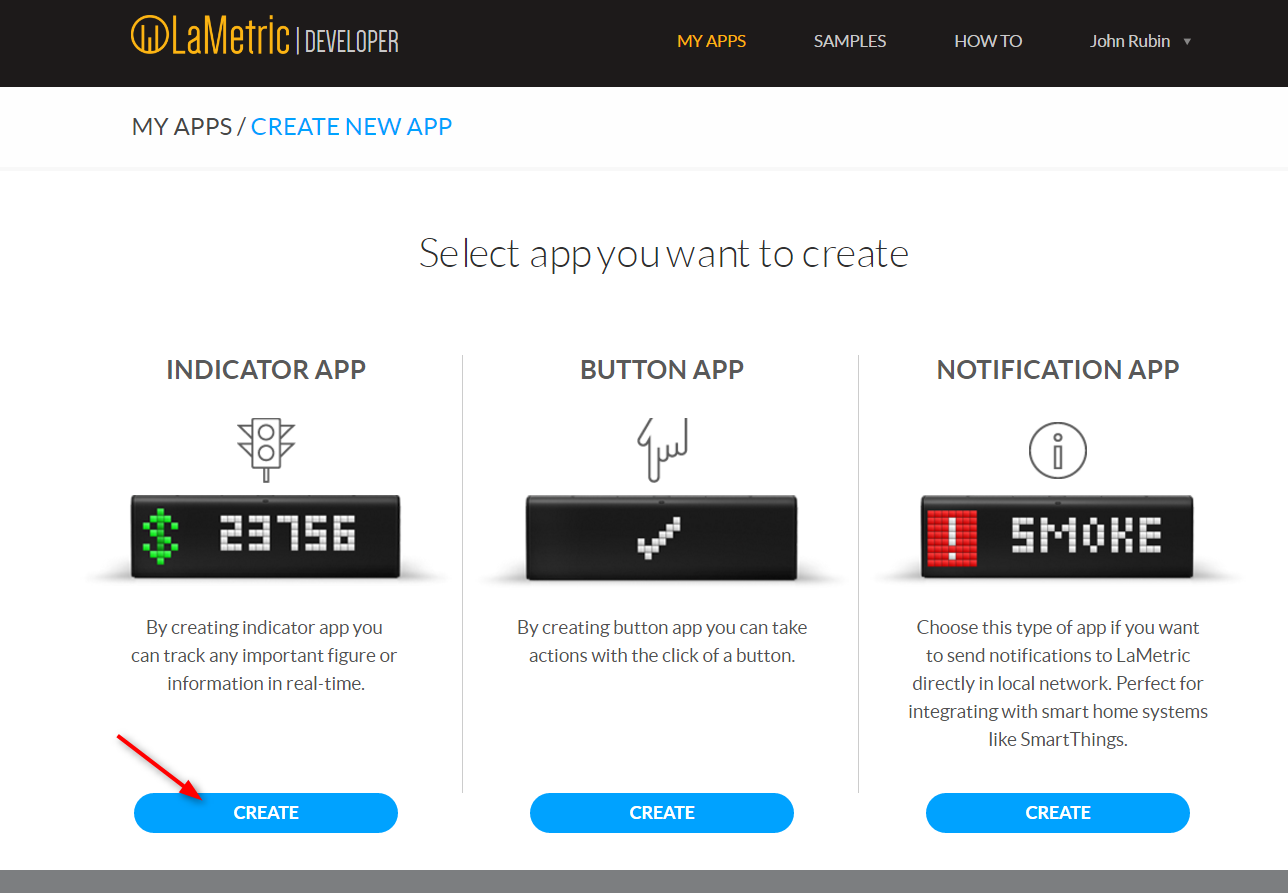 LaMetric | DEVELOPER
MY APPS
SAMPLES
HOW TO
John Rubin
MY APPS / CREATE NEW APP
Select app you want to create
INDICATOR APP
$ 23756
By creating indicator app you
can track any important figure or
information in real-time.
CREATE
BUTTON APP
By creating button app you can take
actions with the click of a button.
CREATE
NOTIFICATION APP
i
! SMOKE
Choose this type of app if you want
to send notifications to LaMetric
directly in local network. Perfect for
integrating with smart home systems
like SmartThings.
CREATE